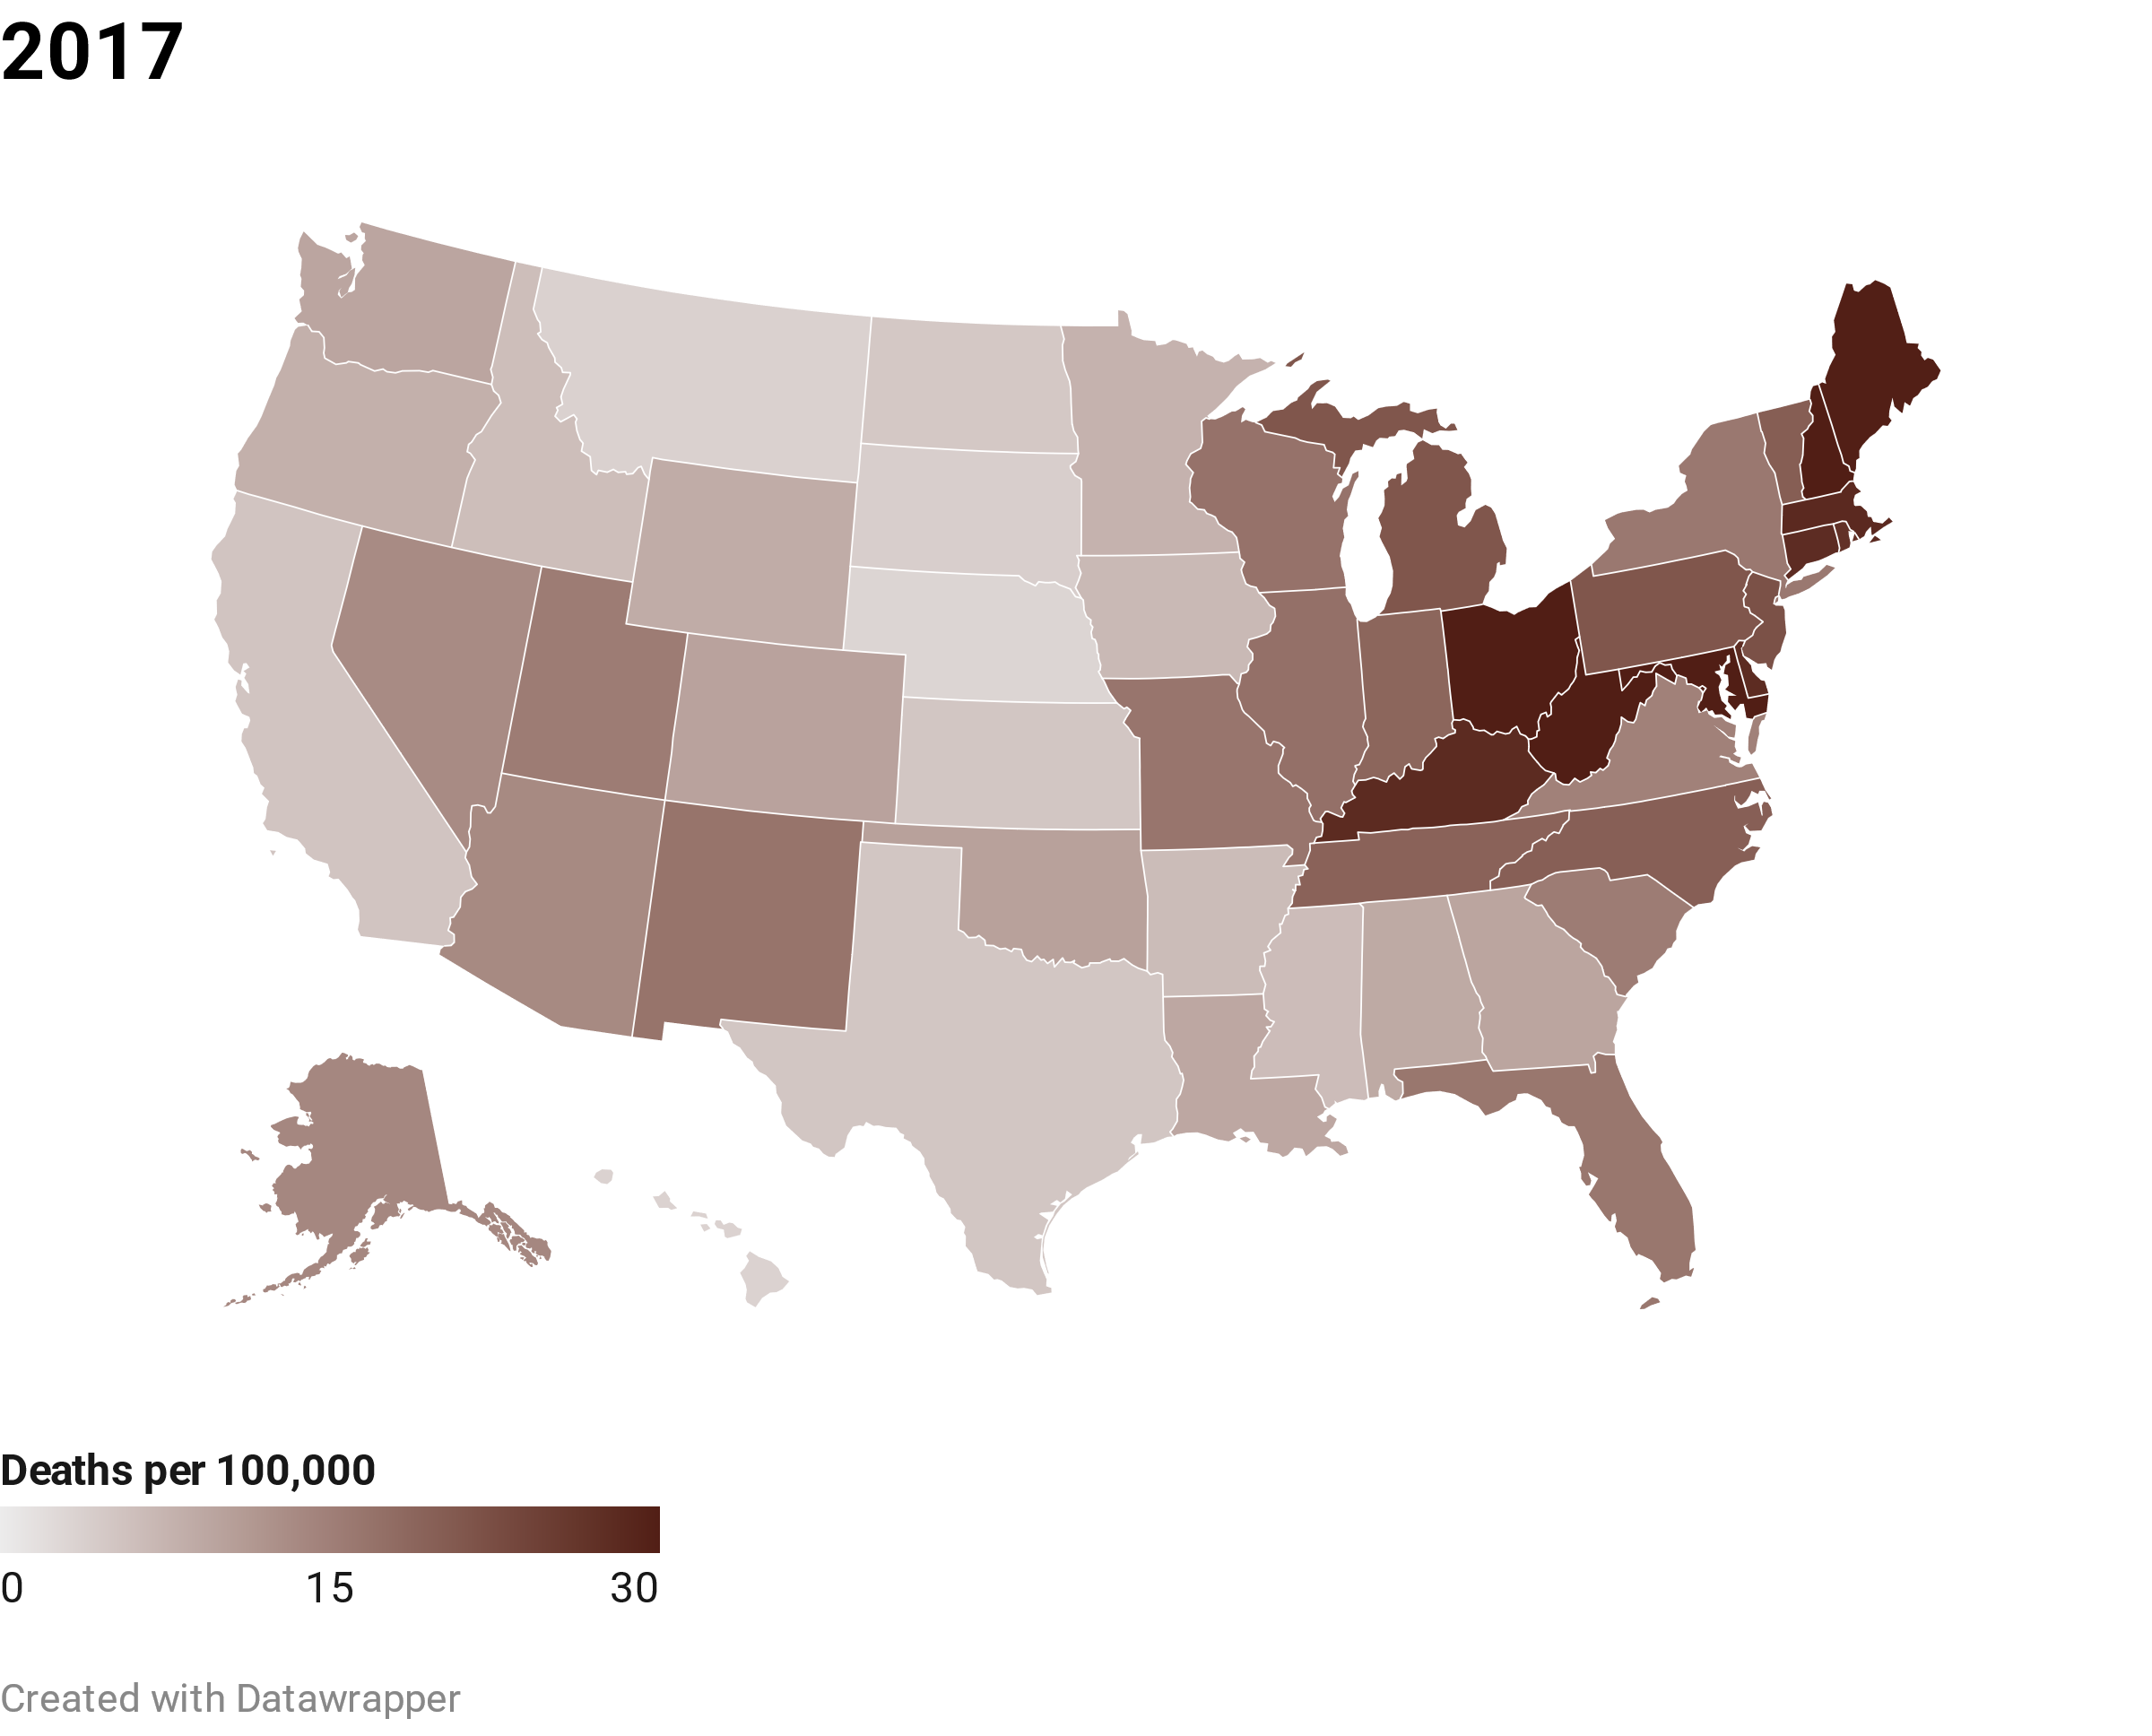 2017
Deaths per 100,000
0 15 30
Created with Datawrapper